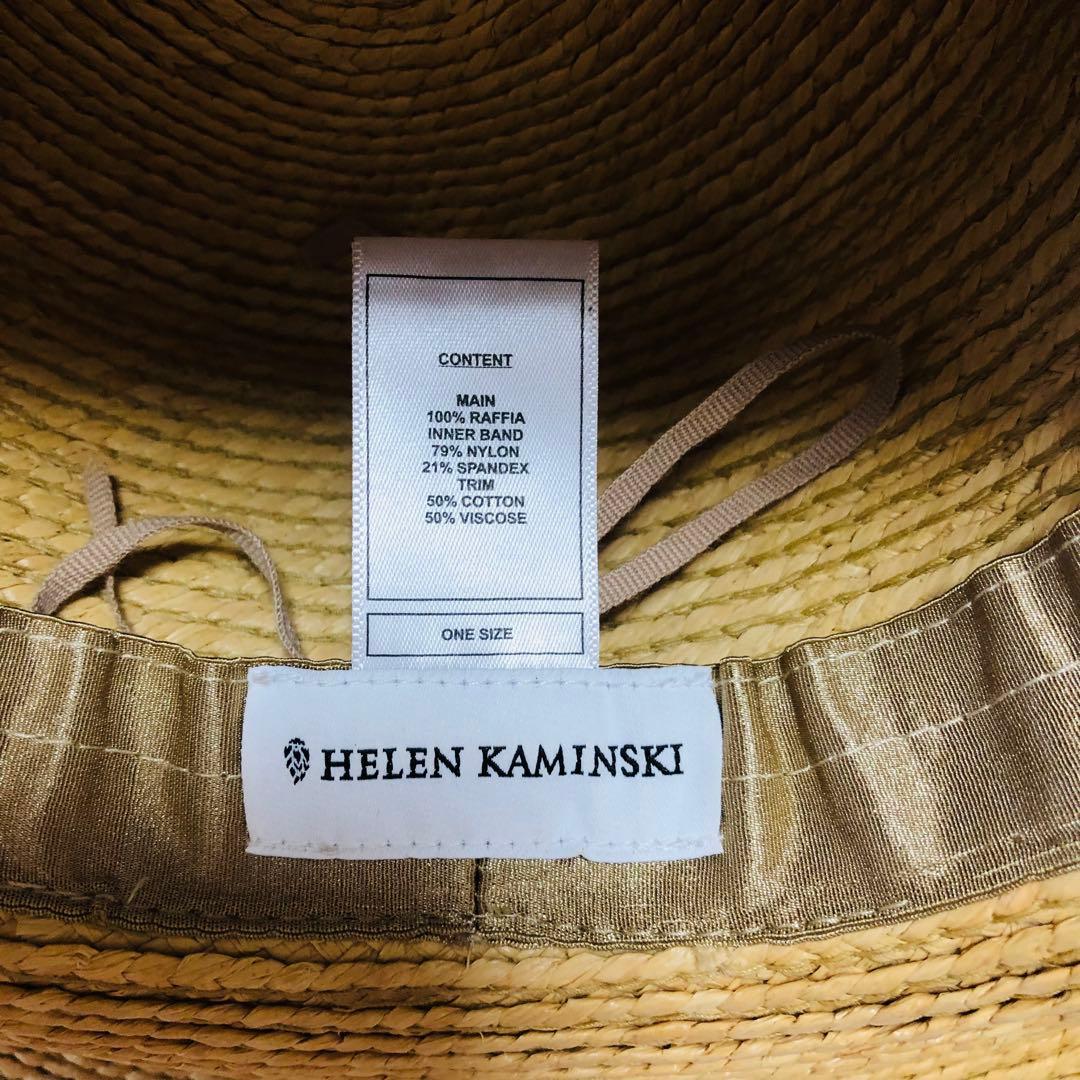 CONTENT
MAIN
100% RAFFIA
INNER BAND
79% NYLON
21% SPANDEX
TRIM
50% COTTON
50% VISCOSE
ONE SIZE
HELEN KAMINSKI